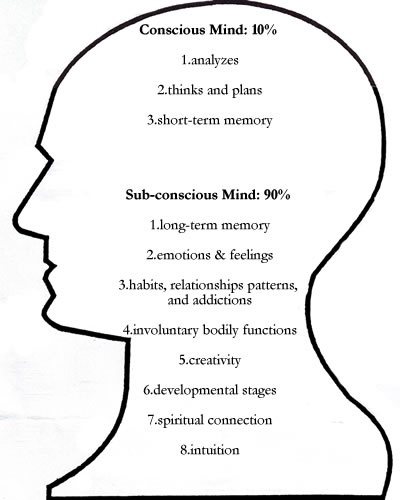 Conscious Mind: 10%
1.analyzes
2.thinks and plans
3.short-term memory
Sub-conscious Mind: 90%
1.long-term memory
2.emotions & feelings
3.habits, relationships patterns,
and addictions
4.involuntary bodily functions
5.creativity
6.developmental stages
7.spiritual connection
8.intuition